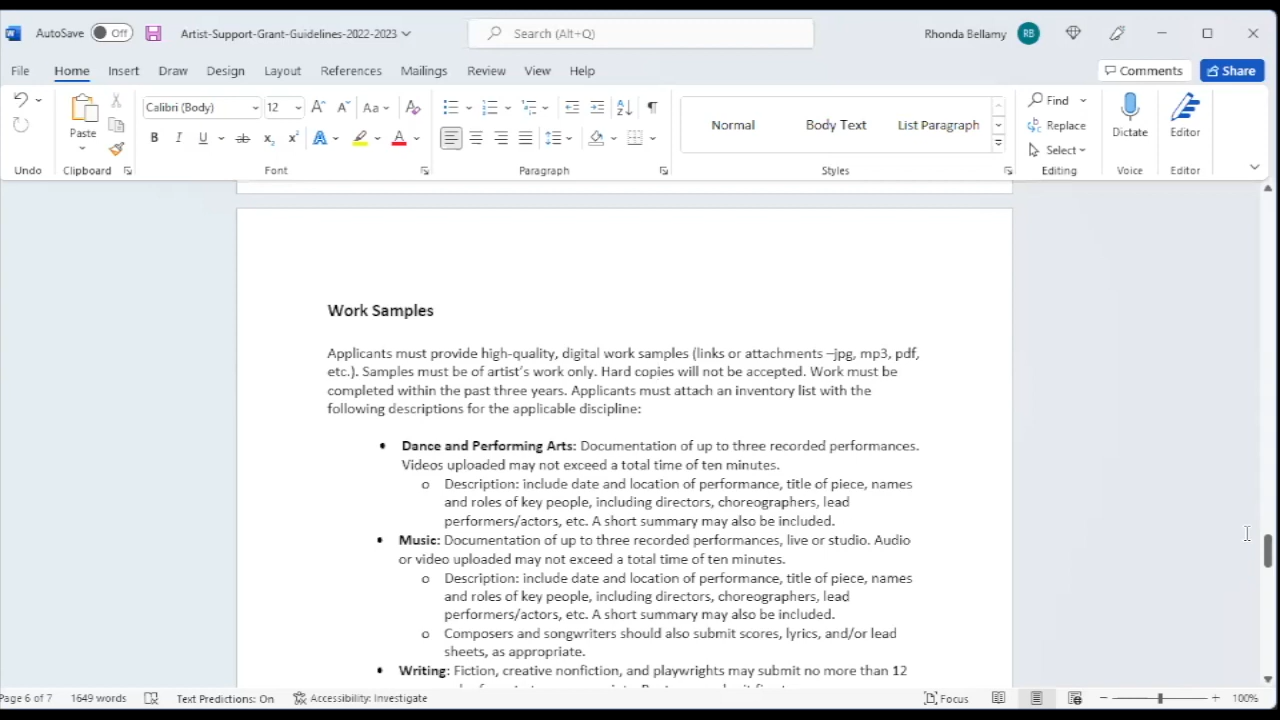 AutoSave Off Artist-Support-Grant-Guidelines-2022-2023 Search (Alt+Q) Rhonda Bellamy RB
File Home Insert Draw Design Layout References Mailings Review View Help Comments Share
Calibri (Body) 12 Aa Find
Paste Normal Body Text List Paragraph Replace Dictate Editor
B I U ab x₂ x² A A Select
Undo Clipboard Font Paragraph Styles Editing Voice Editor
Work Samples
Applicants must provide high-quality, digital work samples (links or attachments –jpg, mp3, pdf,
etc.). Samples must be of artist's work only. Hard copies will not be accepted. Work must be
completed within the past three years. Applicants must attach an inventory list with the
following descriptions for the applicable discipline:
• Dance and Performing Arts: Documentation of up to three recorded performances.
Videos uploaded may not exceed a total time of ten minutes.
o Description: include date and location of performance, title of piece, names
and roles of key people, including directors, choreographers, lead
performers/actors, etc. A short summary may also be included.
• Music: Documentation of up to three recorded performances, live or studio. Audio
or video uploaded may not exceed a total time of ten minutes.
o Description: include date and location of performance, title of piece, names
and roles of key people, including directors, choreographers, lead
performers/actors, etc. A short summary may also be included.
o Composers and songwriters should also submit scores, lyrics, and/or lead
sheets, as appropriate.
• Writing: Fiction, creative nonfiction, and playwrights may submit no more than 12
Page 6 of 7 1649 words Text Predictions: On Accessibility: Investigate Focus 100%